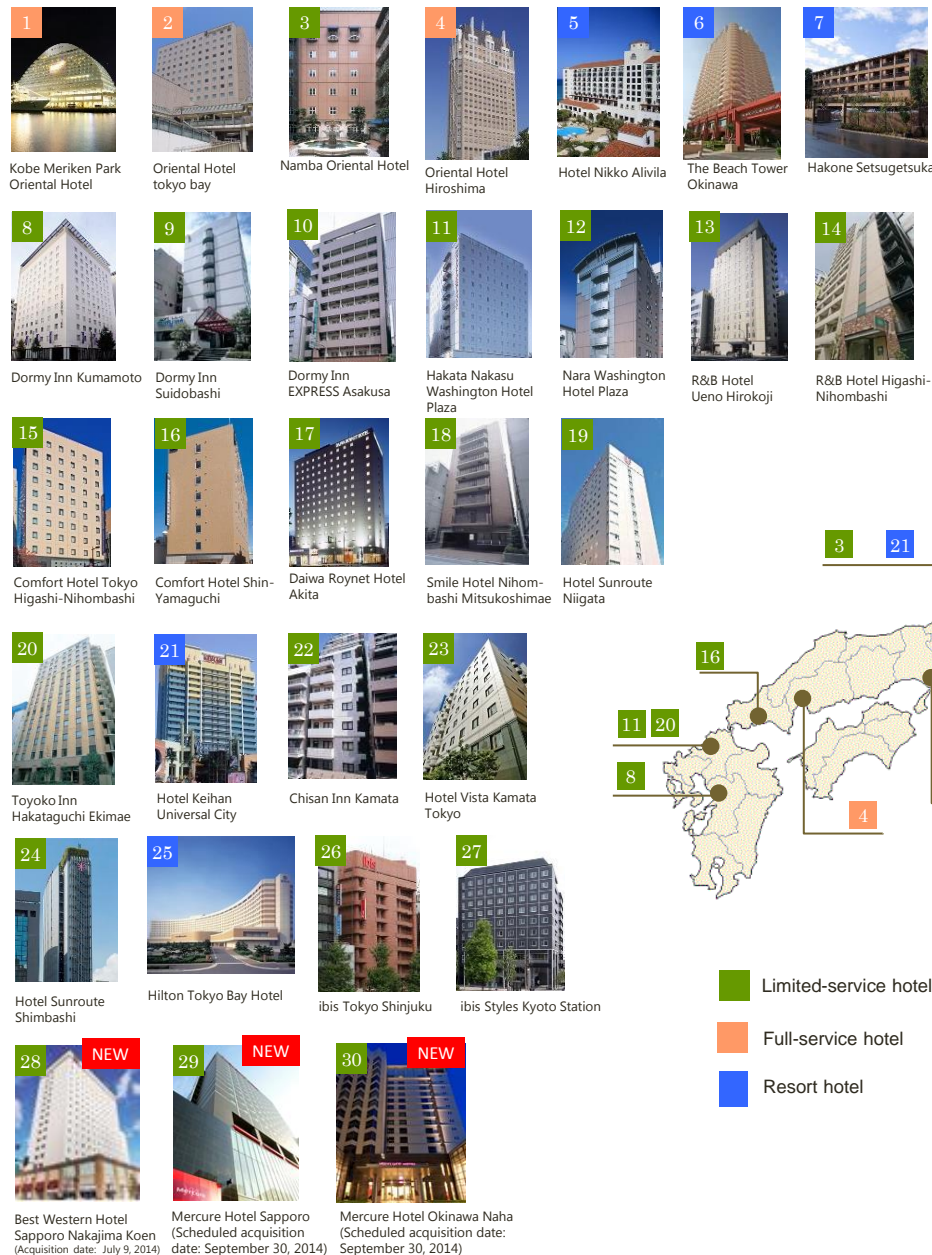 1
2
3
4
5
6
7
Kobe Meriken Park
Oriental Hotel
Oriental Hotel
tokyo bay
Namba Oriental Hotel
Oriental Hotel
Hiroshima
Hotel Nikko Alivila
The Beach Tower
Okinawa
Hakone Setsugetsuka
8
9
10
11
12
13
14
Dormy Inn Kumamoto
Dormy Inn
Suidobashi
Dormy Inn
EXPRESS Asakusa
Hakata Nakasu
Washington Hotel
Plaza
Nara Washington
Hotel Plaza
R&B Hotel
Ueno Hirokoji
R&B Hotel Higashi-
Nihombashi
15
16
17
18
19
Comfort Hotel Tokyo
Higashi-Nihombashi
Comfort Hotel Shin-
Yamaguchi
Daiwa Roynet Hotel
Akita
Smile Hotel Nihom-
bashi Mitsukoshimae
Hotel Sunroute
Niigata
3
21
20
21
22
23
Toyoko Inn
Hakataguchi Ekimae
Hotel Keihan
Universal City
Chisan Inn Kamata
Hotel Vista Kamata
Tokyo
16
11
20
8
4
24
25
26
27
ibis
Hotel Sunroute
Shimbashi
Hilton Tokyo Bay Hotel
ibis Tokyo Shinjuku
ibis Styles Kyoto Station
Limited-service hotel
Full-service hotel
Resort hotel
28
NEW
29
NEW
30
NEW
Best Western Hotel
Sapporo Nakajima Koen
(Acquisition date: July 9, 2014)
Mercure Hotel Sapporo
(Scheduled acquisition
date: September 30, 2014)
Mercure Hotel Okinawa Naha
(Scheduled acquisition date:
September 30, 2014)